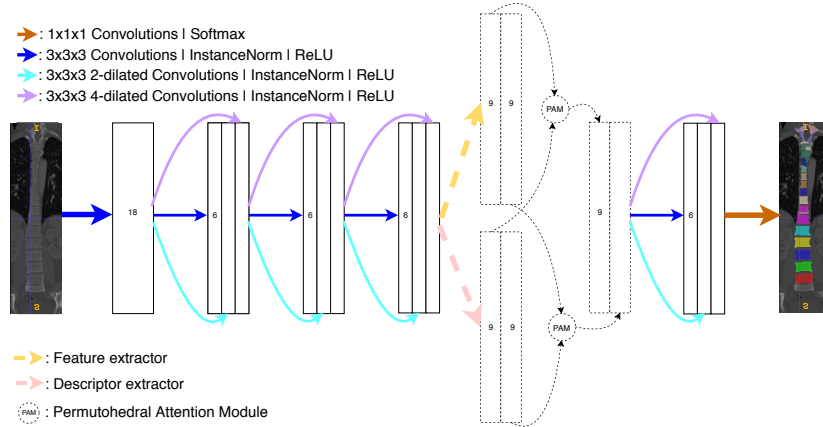 : 1x1x1 Convolutions | Softmax
: 3x3x3 Convolutions | InstanceNorm | ReLU
: 3x3x3 2-dilated Convolutions | InstanceNorm | ReLU
: 3x3x3 4-dilated Convolutions | InstanceNorm | ReLU
I
I
9 9
PAM
18
6
6
6
9
6
S
S
9 9
PAM
: Feature extractor
: Descriptor extractor
PAM : Permutohedral Attention Module